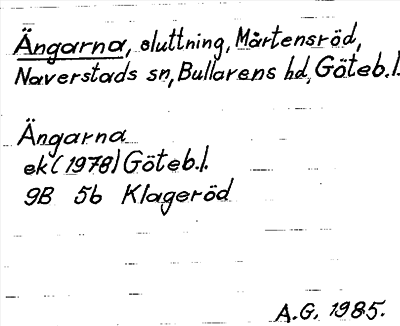 Ängarna, sluttning, Mårtensröd,
Naverstads sn, Bullarens hd, Göteb.l.
Ängarna
ek (1978) Göteb.l.
9B 5b Klageröd
A.G. 1985.